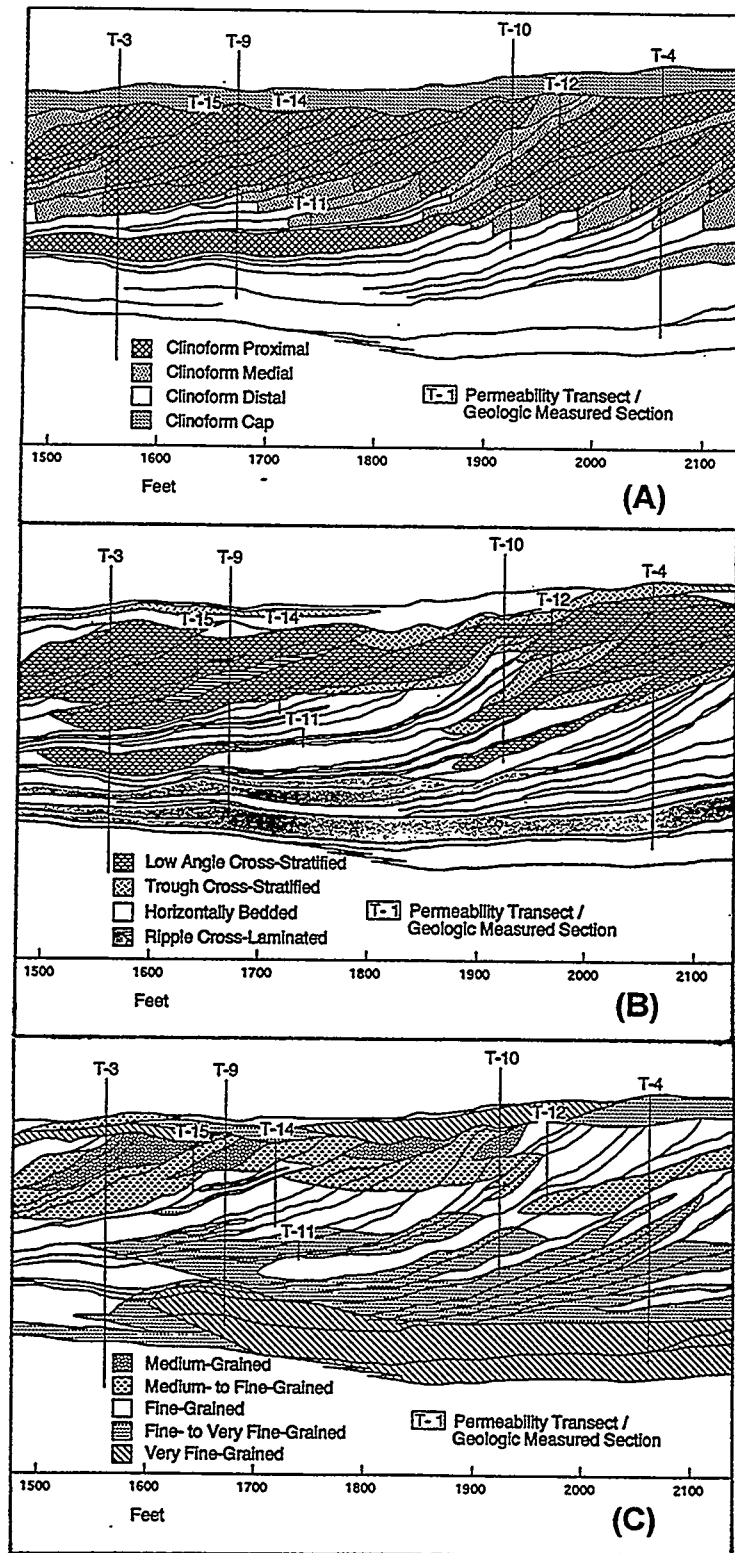 T-3
T-9
T-10
T-4
T-12
T-15
T-14
T-11
Clinoform Proximal
Clinoform Medial
Clinoform Distal
Clinoform Cap
T-1 Permeability Transect /
Geologic Measured Section
1500 1600 1700 1800 1900 2000 2100
Feet
(A)
T-3
T-9
T-10
T-4
T-12
T-15
T-14
T-11
Low Angle Cross-Stratified
Trough Cross-Stratified
Horizontally Bedded
Ripple Cross-Laminated
T-1 Permeability Transect /
Geologic Measured Section
1500 1600 1700 1800 1900 2000 2100
Feet
(B)
T-3
T-9
T-10
T-4
T-12
T-15
T-14
T-11
Medium-Grained
Medium- to Fine-Grained
Fine-Grained
Fine- to Very Fine-Grained
Very Fine-Grained
T-1 Permeability Transect /
Geologic Measured Section
1500 1600 1700 1800 1900 2000 2100
Feet
(C)